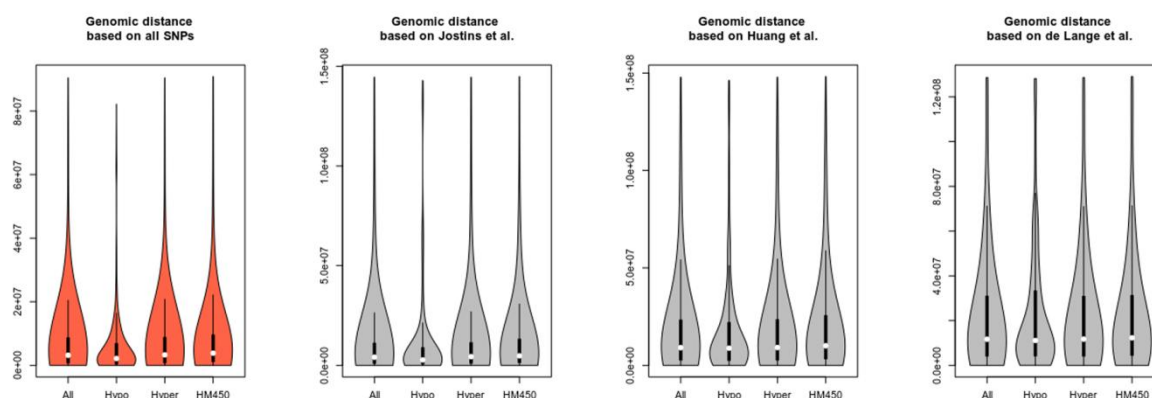 Genomic distance
based on all SNPs
Genomic distance
based on Jostins et al.
Genomic distance
based on Huang et al.
Genomic distance
based on de Lange et al.
8e+07
6e+07
4e+07
2e+07
0e+00
All Hypo Hyper HM450
1.5e+08
1.0e+08
5.0e+07
0.0e+00
All Hypo Hyper HM450
1.5e+08
1.0e+08
5.0e+07
0.0e+00
All Hypo Hyper HM450
1.2e+08
8.0e+07
4.0e+07
0.0e+00
All Hypo Hyper HM450